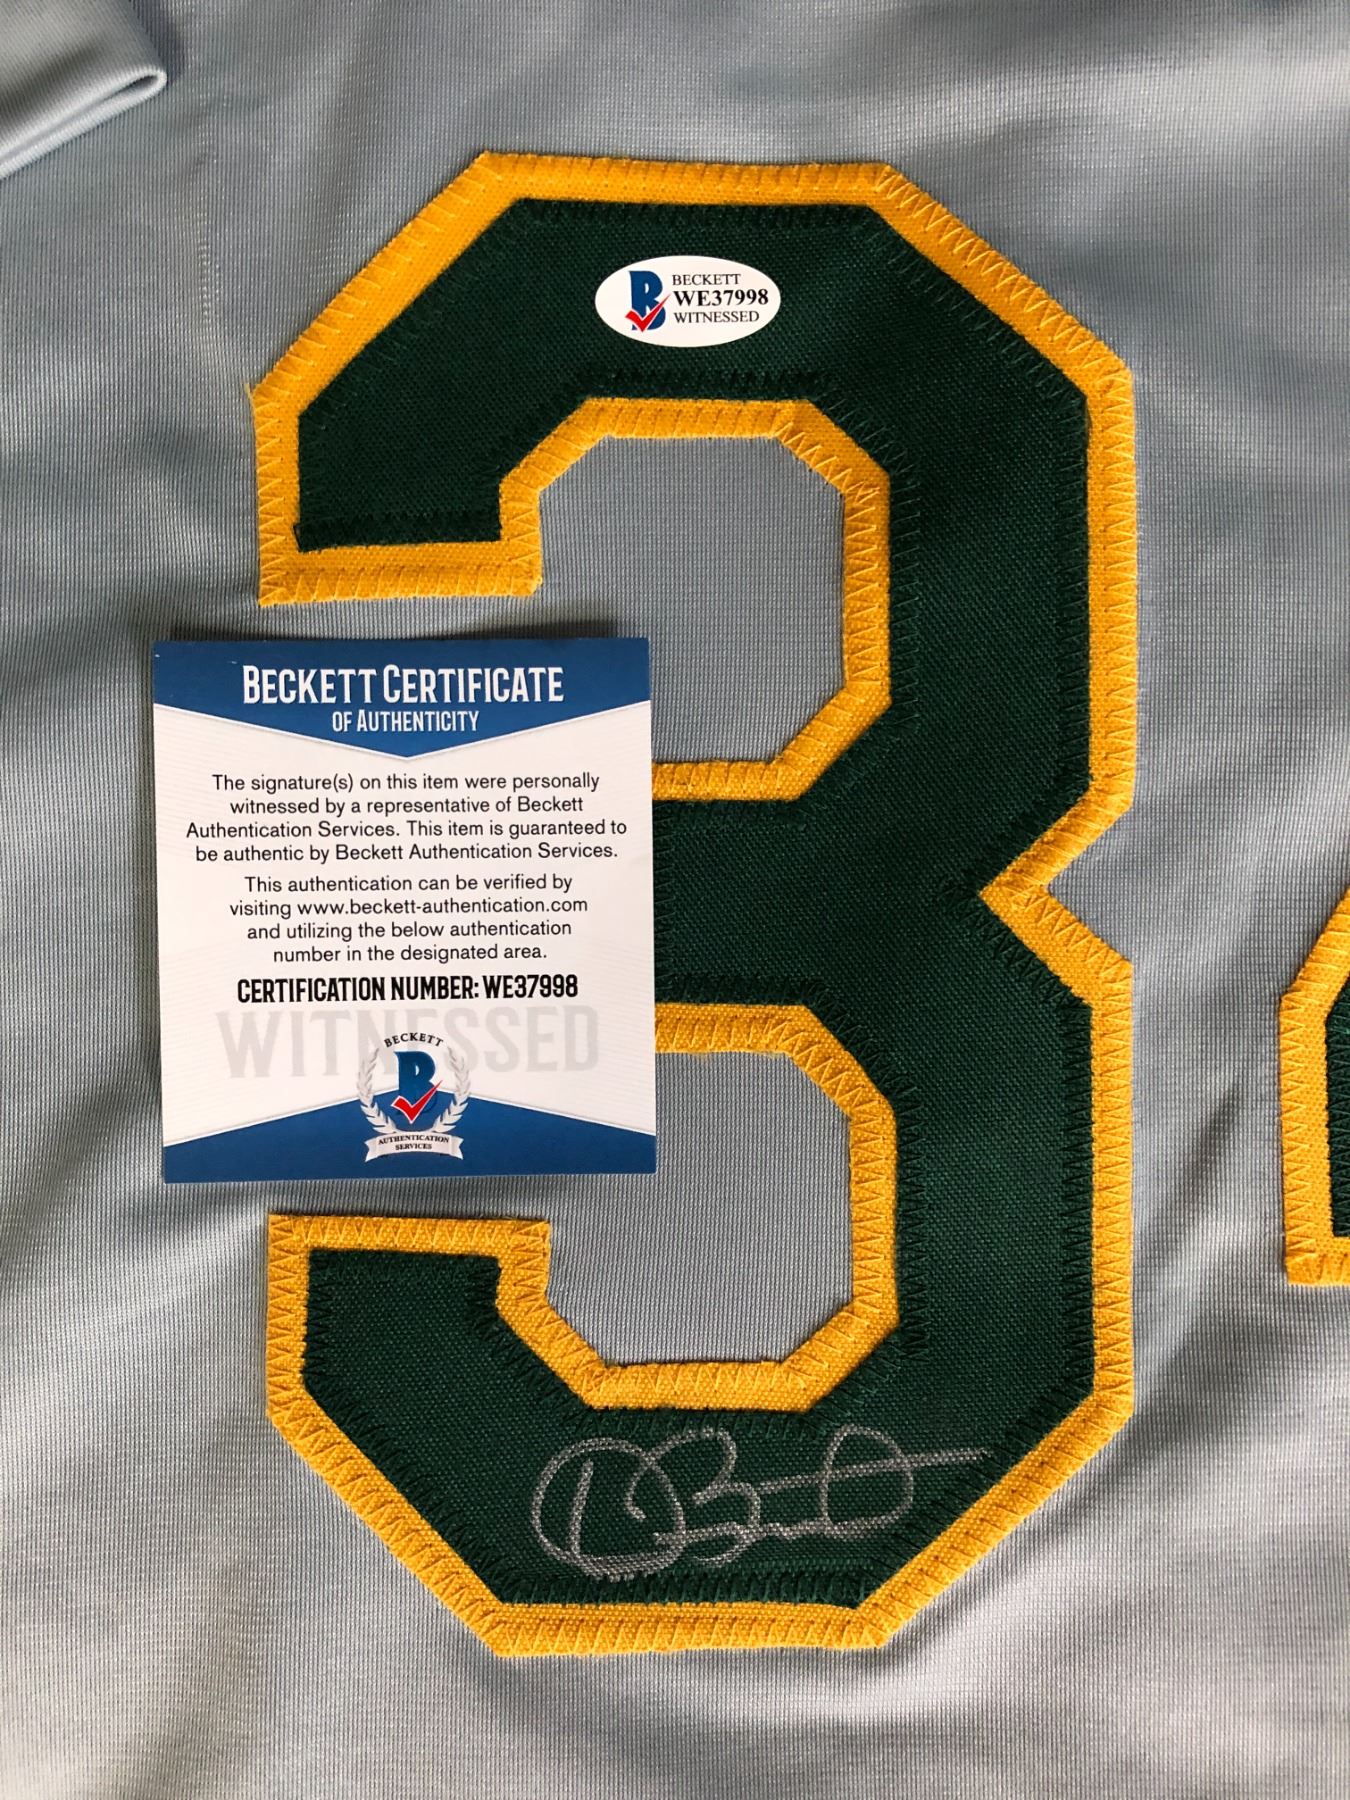 BECKETT
WE37998
WITNESSED
BECKETT CERTIFICATE
OF AUTHENTICITY
The signature(s) on this item were personally
witnessed by a representative of Beckett
Authentication Services. This item is guaranteed to
be authentic by Beckett Authentication Services.
This authentication can be verified by
visiting www.beckett-authentication.com
and utilizing the below authentication
number in the designated area.
CERTIFICATION NUMBER: WE37998
WITNESSED
BECKETT
B
AUTHENTICATION
SERVICES
3